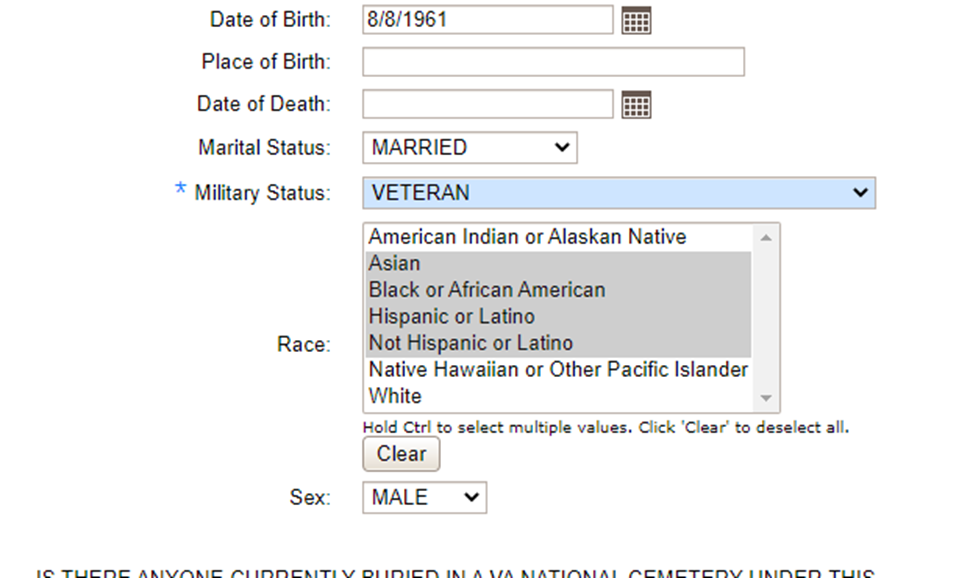 Date of Birth: 8/8/1961
Place of Birth:
Date of Death:
Marital Status: MARRIED
* Military Status: VETERAN
Race:
American Indian or Alaskan Native
Asian
Black or African American
Hispanic or Latino
Not Hispanic or Latino
Native Hawaiian or Other Pacific Islander
White
Hold Ctrl to select multiple values. Click 'Clear' to deselect all.
Clear
Sex: MALE
IS THERE ANYONE CURRENTLY BURIED IN A VA NATIONAL CEMETERY UNDER THIS